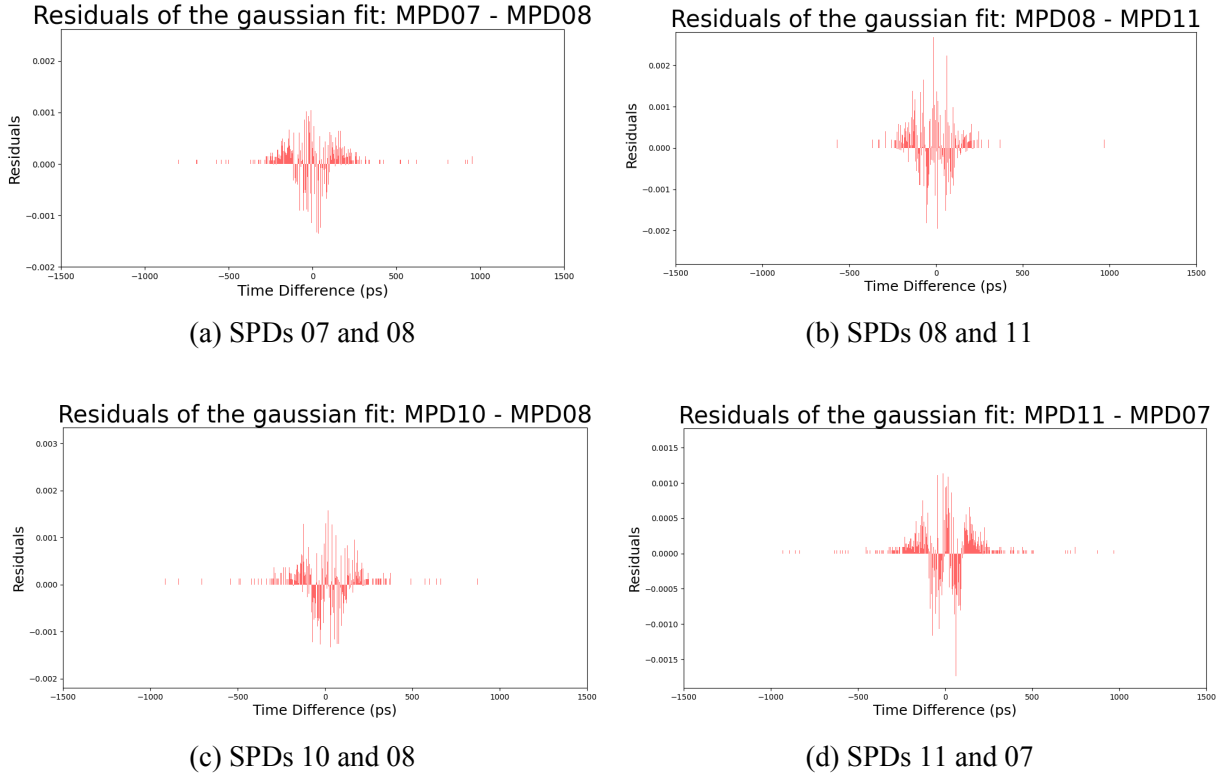 Residuals of the gaussian fit: MPD07 - MPD08
0.002
0.001
0.000
−0.001
−0.002
Residuals
−1500 −1000 −500 0 500 1000 1500
Time Difference (ps)
(a) SPDs 07 and 08
Residuals of the gaussian fit: MPD08 - MPD11
0.002
0.001
0.000
−0.001
−0.002
Residuals
−1500 −1000 −500 0 500 1000 1500
Time Difference (ps)
(b) SPDs 08 and 11
Residuals of the gaussian fit: MPD10 - MPD08
0.003
0.002
0.001
0.000
−0.001
−0.002
Residuals
−1500 −1000 −500 0 500 1000 1500
Time Difference (ps)
(c) SPDs 10 and 08
Residuals of the gaussian fit: MPD11 - MPD07
0.0015
0.0010
0.0005
0.0000
−0.0005
−0.0010
−0.0015
Residuals
−1500 −1000 −500 0 500 1000 1500
Time Difference (ps)
(d) SPDs 11 and 07